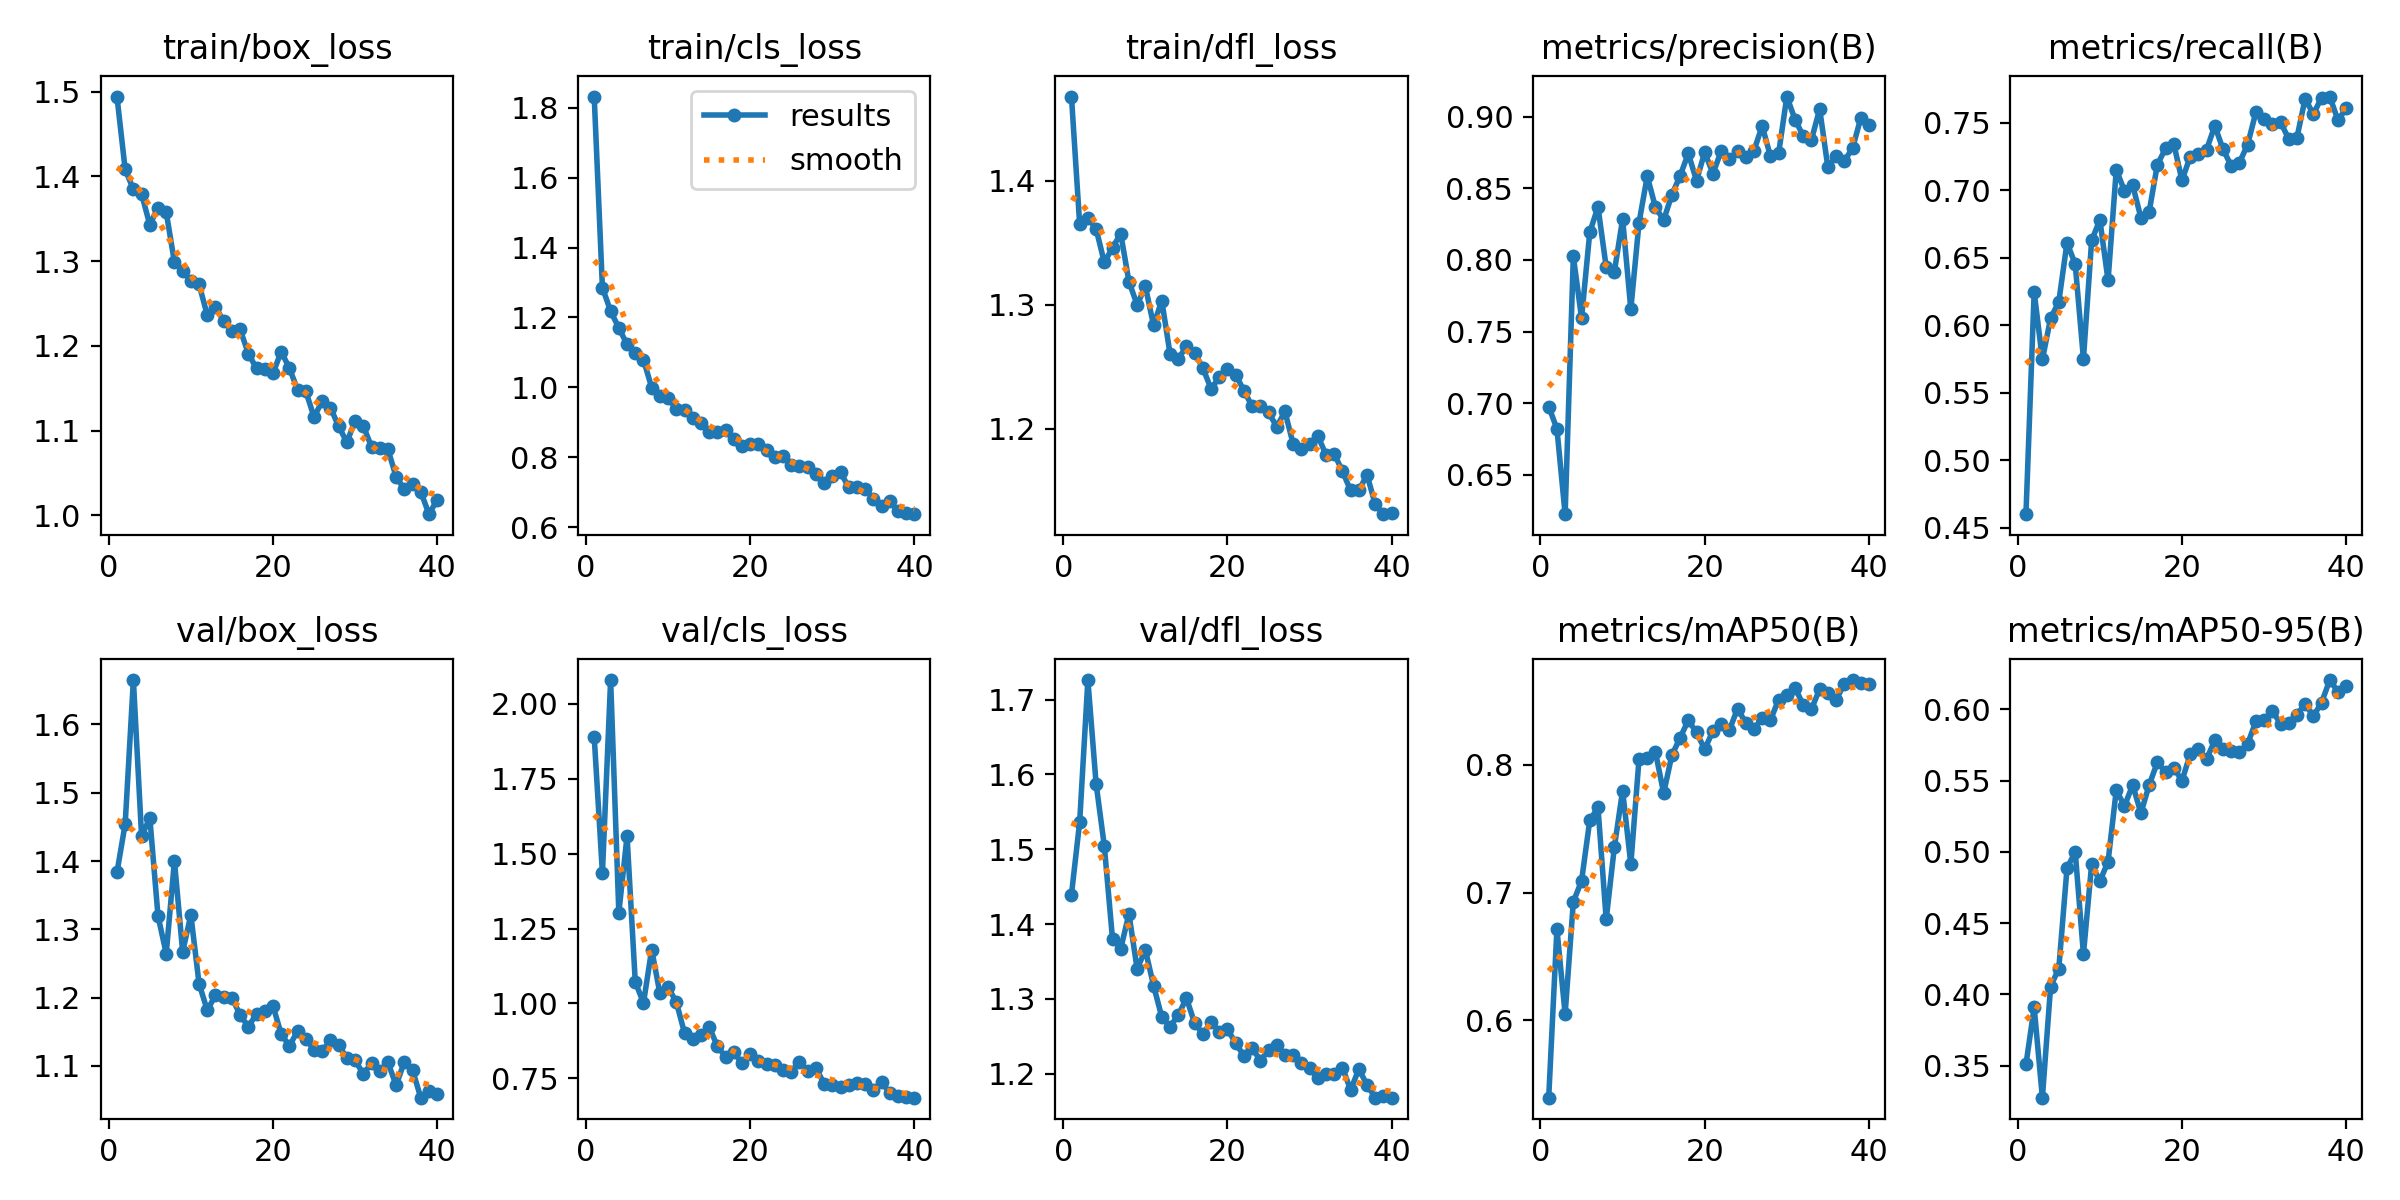 train/box_loss
1.5
1.4
1.3
1.2
1.1
1.0
0 20 40
train/cls_loss
results
smooth
1.8
1.6
1.4
1.2
1.0
0.8
0.6
0 20 40
train/dfl_loss
1.4
1.3
1.2
0 20 40
metrics/precision(B)
0.90
0.85
0.80
0.75
0.70
0.65
0 20 40
metrics/recall(B)
0.75
0.70
0.65
0.60
0.55
0.50
0.45
0 20 40
val/box_loss
1.6
1.5
1.4
1.3
1.2
1.1
0 20 40
val/cls_loss
2.00
1.75
1.50
1.25
1.00
0.75
0 20 40
val/dfl_loss
1.7
1.6
1.5
1.4
1.3
1.2
0 20 40
metrics/mAP50(B)
0.8
0.7
0.6
0 20 40
metrics/mAP50-95(B)
0.60
0.55
0.50
0.45
0.40
0.35
0 20 40